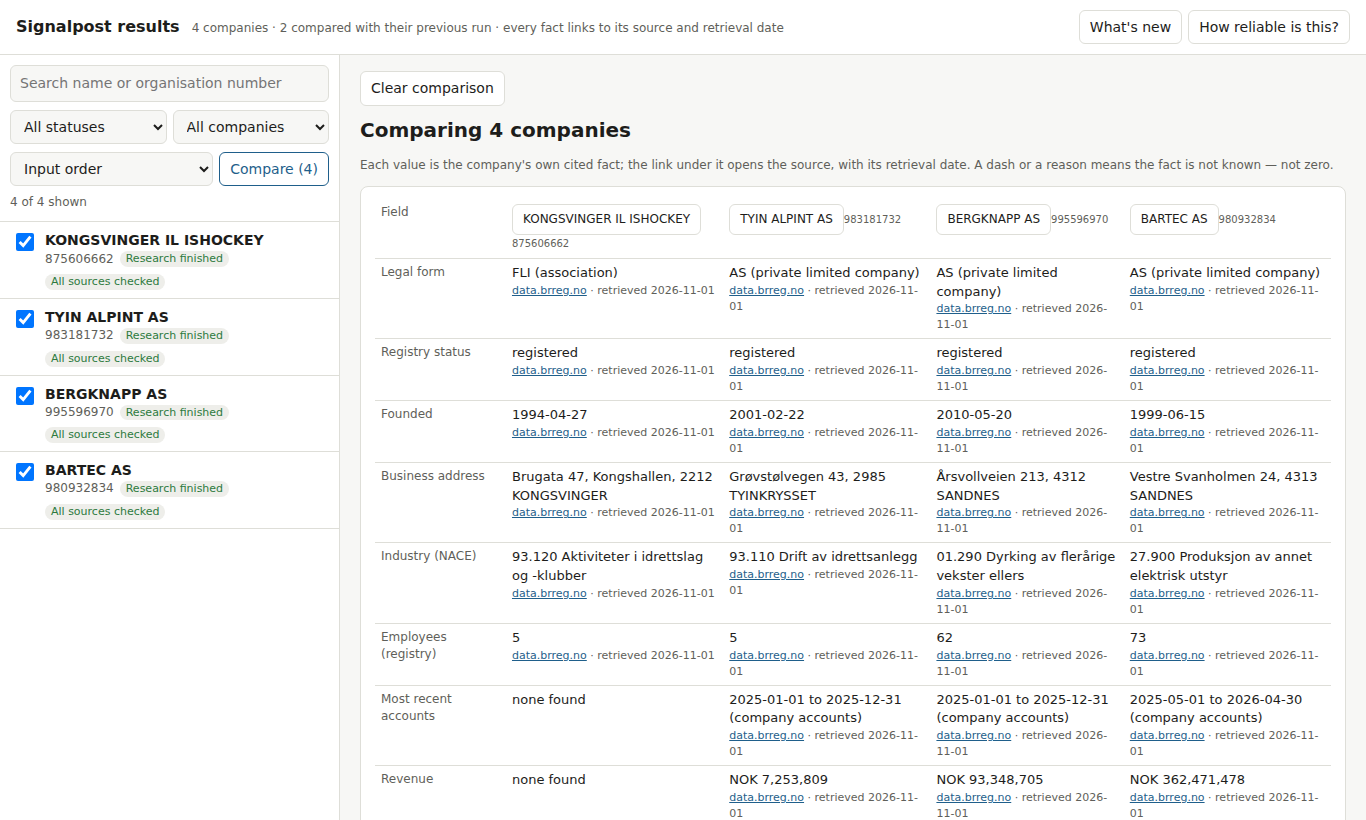 Signalpost results 4 companies · 2 compared with their previous run · every fact links to its source and retrieval date What's new How reliable is this?
Search name or organisation number
All statuses All companies
Input order Compare (4)
4 of 4 shown
KONGSVINGER IL ISHOCKEY
875606662 Research finished
All sources checked
TYIN ALPINT AS
983181732 Research finished
All sources checked
BERGKNAPP AS
995596970 Research finished
All sources checked
BARTEC AS
980932834 Research finished
All sources checked
Clear comparison
Comparing 4 companies
Each value is the company's own cited fact; the link under it opens the source, with its retrieval date. A dash or a reason means the fact is not known — not zero.
Field KONGSVINGER IL ISHOCKEY TYIN ALPINT AS 983181732 BERGKNAPP AS 995596970 BARTEC AS 980932834
875606662
Legal form FLI (association) AS (private limited company) AS (private limited AS (private limited company)
data.brreg.no · retrieved 2026-11-01 data.brreg.no · retrieved 2026-11- company) data.brreg.no · retrieved 2026-11-
01 data.brreg.no · retrieved 2026- 01
11-01
Registry status registered registered registered registered
data.brreg.no · retrieved 2026-11-01 data.brreg.no · retrieved 2026-11- data.brreg.no · retrieved 2026- data.brreg.no · retrieved 2026-11-
01 11-01 01
Founded 1994-04-27 2001-02-22 2010-05-20 1999-06-15
data.brreg.no · retrieved 2026-11-01 data.brreg.no · retrieved 2026-11- data.brreg.no · retrieved 2026- data.brreg.no · retrieved 2026-11-
01 11-01 01
Business address Brugata 47, Kongshallen, 2212 Grøvstølvegen 43, 2985 Årsvollveien 213, 4312 Vestre Svanholmen 24, 4313
KONGSVINGER TYINKRYSSET SANDNES SANDNES
data.brreg.no · retrieved 2026-11-01 data.brreg.no · retrieved 2026-11- data.brreg.no · retrieved 2026- data.brreg.no · retrieved 2026-11-
01 11-01 01
Industry (NACE) 93.120 Aktiviteter i idrettslag 93.110 Drift av idrettsanlegg 01.290 Dyrking av flerårige 27.900 Produksjon av annet
og -klubber data.brreg.no · retrieved 2026-11- vekster ellers elektrisk utstyr
data.brreg.no · retrieved 2026-11-01 01 data.brreg.no · retrieved 2026- data.brreg.no · retrieved 2026-11-
11-01 01
Employees 5 5 62 73
(registry) data.brreg.no · retrieved 2026-11-01 data.brreg.no · retrieved 2026-11- data.brreg.no · retrieved 2026- data.brreg.no · retrieved 2026-11-
01 11-01 01
Most recent none found 2025-01-01 to 2025-12-31 2025-01-01 to 2025-12-31 2025-05-01 to 2026-04-30
accounts (company accounts) (company accounts) (company accounts)
data.brreg.no · retrieved 2026-11- data.brreg.no · retrieved 2026- data.brreg.no · retrieved 2026-11-
01 11-01 01
Revenue none found NOK 7,253,809 NOK 93,348,705 NOK 362,471,478
data.brreg.no · retrieved 2026-11- data.brreg.no · retrieved 2026- data.brreg.no · retrieved 2026-11-
01 11-01 01